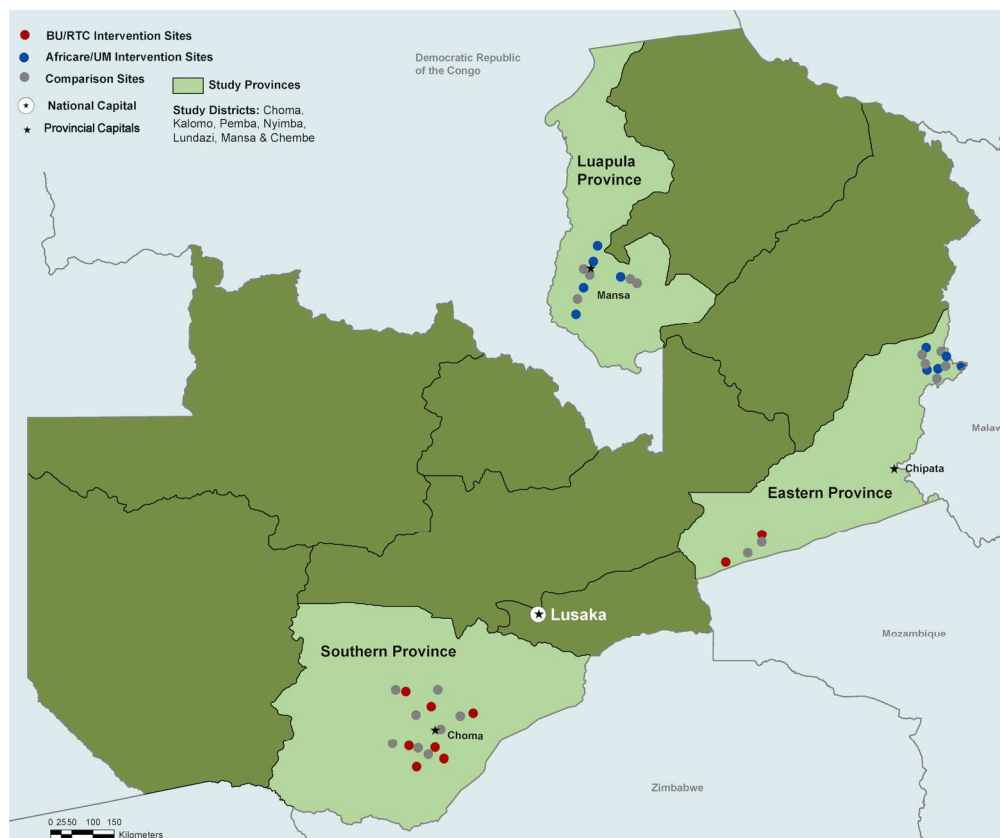 BU/RTC Intervention Sites
Africare/UM Intervention Sites
Comparison Sites
National Capital
Provincial Capitals
Study Provinces
Study Districts: Choma,
Kalomo, Pemba, Nyimba,
Lundazi, Mansa & Chembe
Democratic Republic
of the Congo
Luapula
Province
Mansa
Malaw
Chipata
Eastern Province
Lusaka
Mozambique
Southern Province
Choma
Zimbabwe
0 2550 100 150
Kilometers